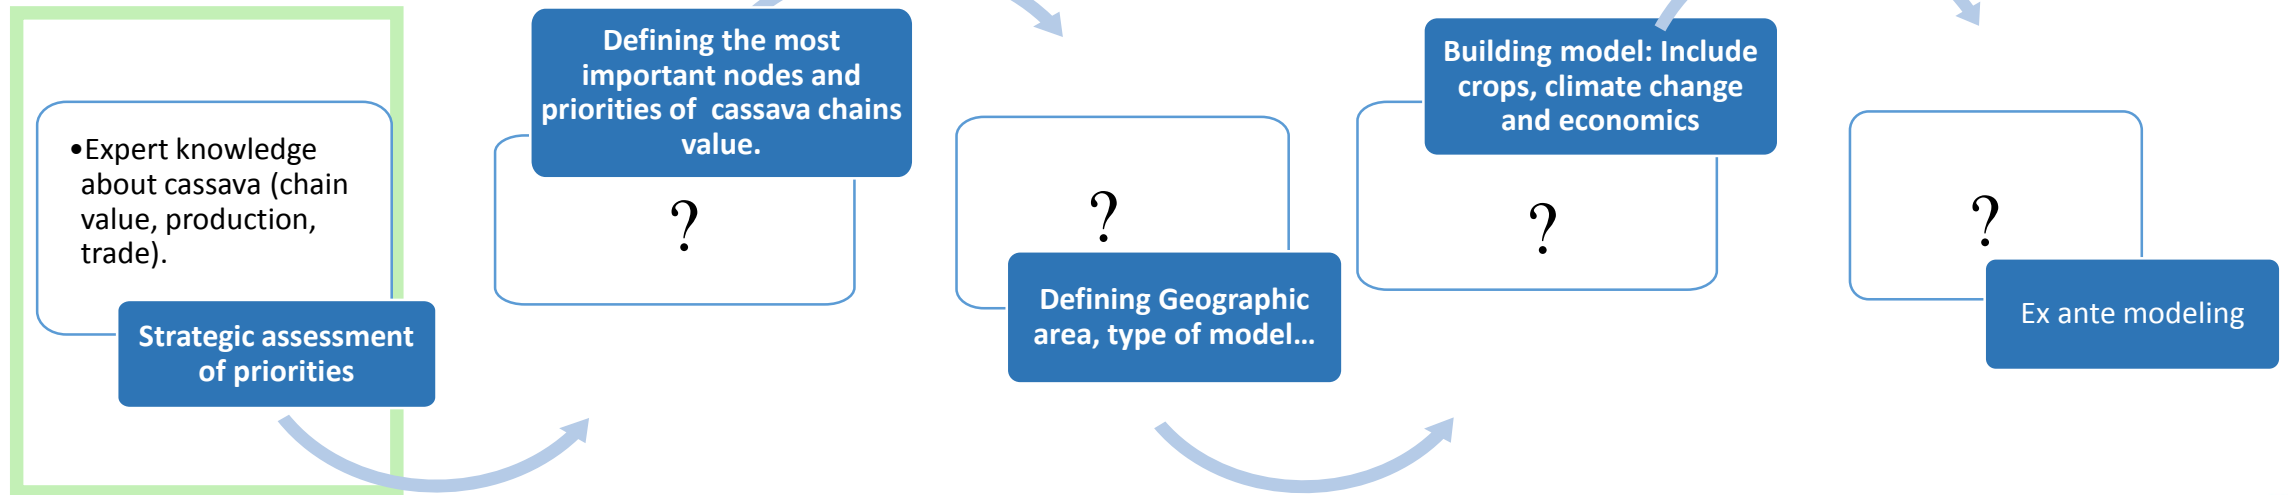 •Expert knowledge
about cassava (chain
value, production,
trade).
Strategic assessment
of priorities
Defining the most
important nodes and
priorities of  cassava chains
value.
?
?
Defining Geographic
area, type of model…
Building model: Include
crops, climate change
and economics
?
?
Ex ante modeling